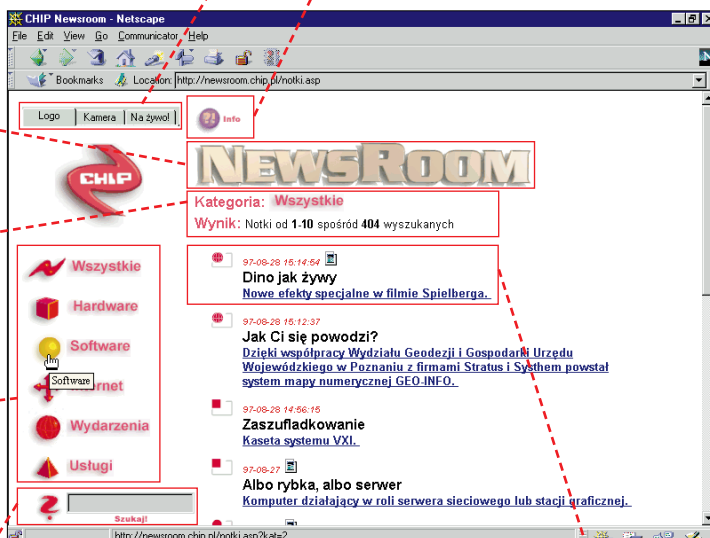 CHIP Newsroom - Netscape
File Edit View Go Communicator Help
Bookmarks Location: http://newsroom.chip.pl/notki.asp
Logo Kamera Na żywo! Info
CHIP
NEWSROOM
Kategoria: Wszystkie
Wynik: Notki od 1-10 spośród 404 wyszukanych
Wszystkie
Hardware
Software
Software
Internet
Wydarzenia
Usługi
Szukaj!
97-08-28 15:14:54
Dino jak żywy
Nowe efekty specjalne w filmie Spielberga.
97-08-28 15:12:37
Jak Ci się powodzi?
Dzięki współpracy Wydziału Geodezji i Gospodarki Urzędu
Wojewódzkiego w Poznaniu z firmami Stratus i Systhem powstał
system mapy numerycznej GEO-INFO.
97-08-28 14:56:15
Zaszufladkowanie
Kaseta systemu VXI.
97-08-27
Albo rybka, albo serwer
Komputer działający w roli serwera sieciowego lub stacji graficznej.
http://newsroom.chip.pl/notki.asp?kat=2